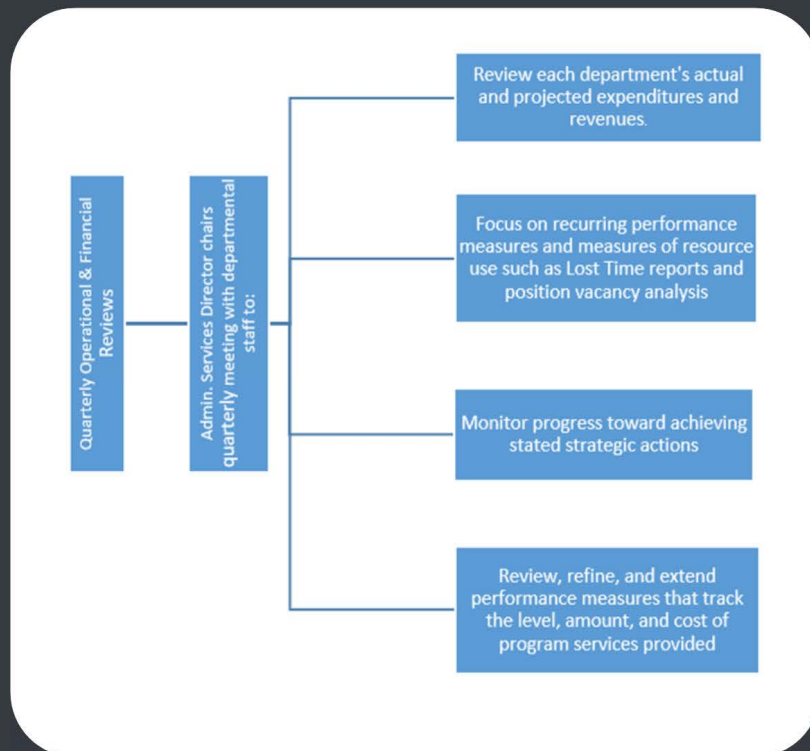 Quarterly Operational & Financial
Reviews
Admin. Services Director chairs
quarterly meeting with departmental
staff to:
Review each department's actual
and projected expenditures and
revenues.
Focus on recurring performance
measures and measures of resource
use such as Lost Time reports and
position vacancy analysis
Monitor progress toward achieving
stated strategic actions
Review, refine, and extend
performance measures that track
the level, amount, and cost of
program services provided